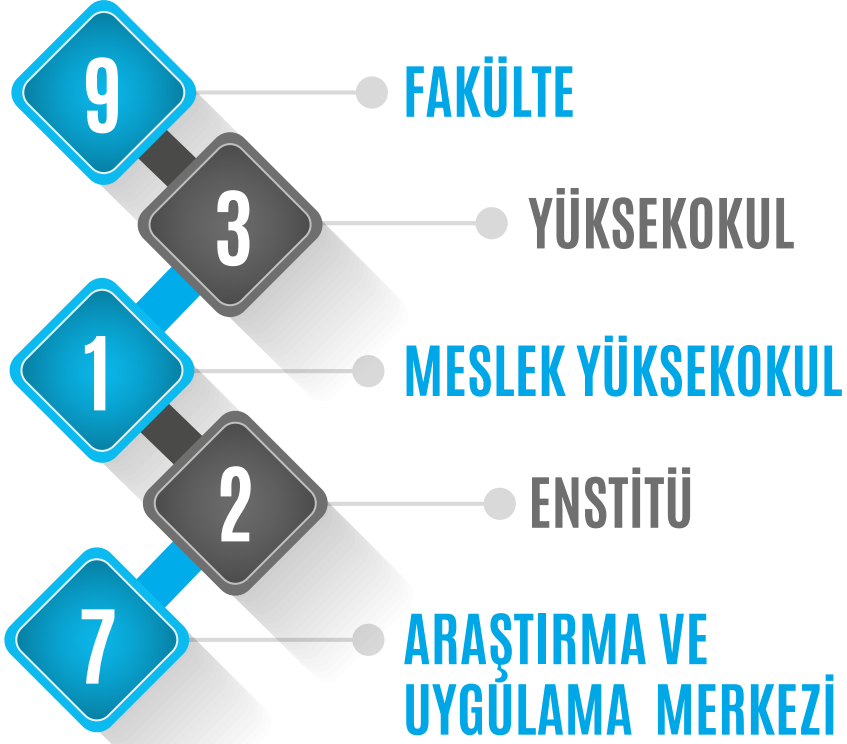 9
FAKÜLTE
3
YÜKSEKOKUL
1
MESLEK YÜKSEKOKUL
2
ENSTİTÜ
7
ARAŞTIRMA VE
UYGULAMA MERKEZİ